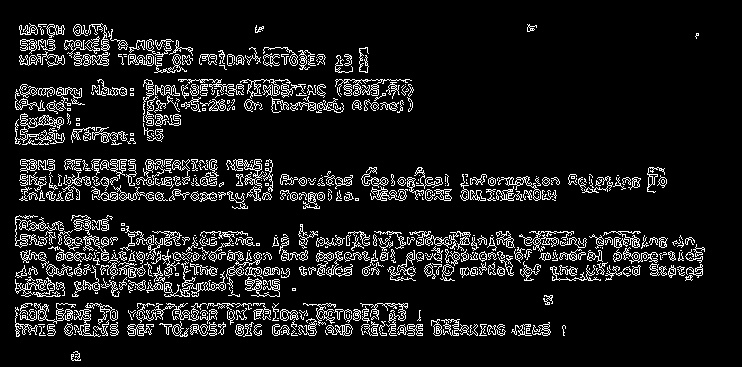 WATCH OUT!
SBNS MAKES A MOVE!
WATCH SBNS TRADE ON FRIDAY OCTOBER 13 !
Company Name: SHALLBETTER INDS INC (SBNS.PK)
Price: (+5.26% On Thursday Alone!)
Symbol: SBNS
5-day Target: $5
SBNS RELEASES BREAKING NEWS!
Shallbetter Industries, Inc. Provides Geological Information Relating To
Initial Resource Property In Mongolia. READ MORE ONLINE NOW!
About SBNS :
Shallbetter Industries Inc. is a publicly traded mining company engaging in
the acquisition, exploration and potential development of mineral properties
in Outer Mongolia. The company trades on the OTC market of the United States
under the trading symbol SBNS .
ADD SBNS TO YOUR RADAR ON FRIDAY OCTOBER 13 !
THIS ONE IS SET TO POST BIG GAINS AND RELEASE BREAKING NEWS !